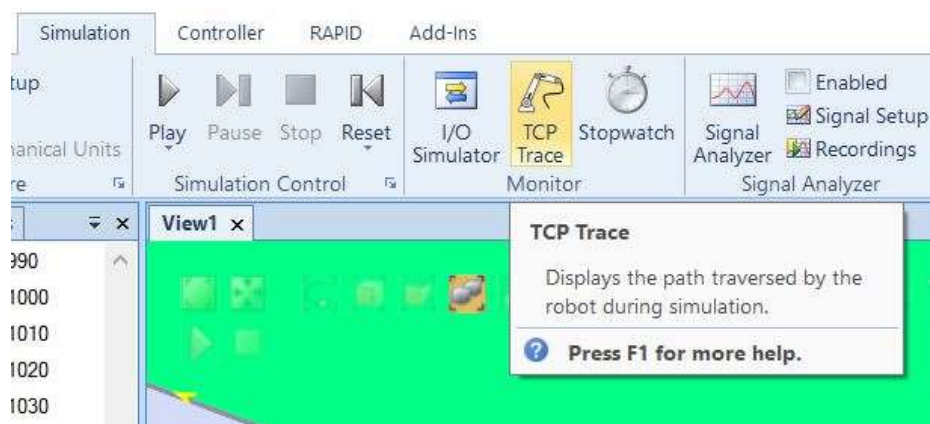 Simulation Controller RAPID Add-Ins
Enabled
Signal Setup
Recordings
Play Pause Stop Reset
I/O Simulator
TCP Trace
Stopwatch
Signal Analyzer
Units
Simulation Control
Monitor
Signal Analyzer
View1 x
990
1000
1010
1020
1030
TCP Trace
Displays the path traversed by the
robot during simulation.
? Press F1 for more help.